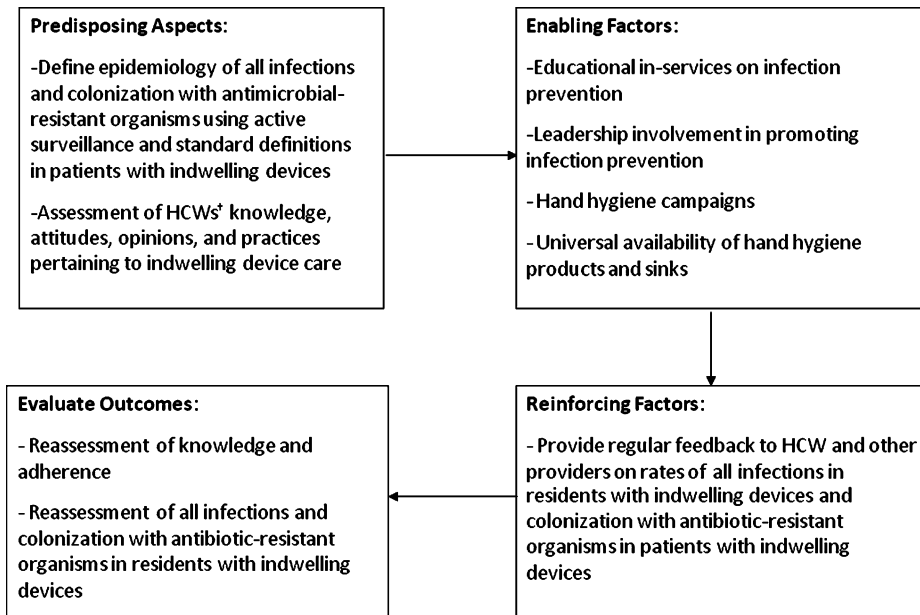 Predisposing Aspects:
-Define epidemiology of all infections
and colonization with antimicrobial-
resistant organisms using active
surveillance and standard definitions
in patients with indwelling devices
-Assessment of HCWs† knowledge,
attitudes, opinions, and practices
pertaining to indwelling device care
Enabling Factors:
-Educational in-services on infection
prevention
-Leadership involvement in promoting
infection prevention
- Hand hygiene campaigns
- Universal availability of hand hygiene
products and sinks
Reinforcing Factors:
- Provide regular feedback to HCW and other
providers on rates of all infections in
residents with indwelling devices and
colonization with antibiotic-resistant
organisms in patients with indwelling
devices
Evaluate Outcomes:
- Reassessment of knowledge and
adherence
- Reassessment of all infections and
colonization with antibiotic-resistant
organisms in residents with indwelling
devices